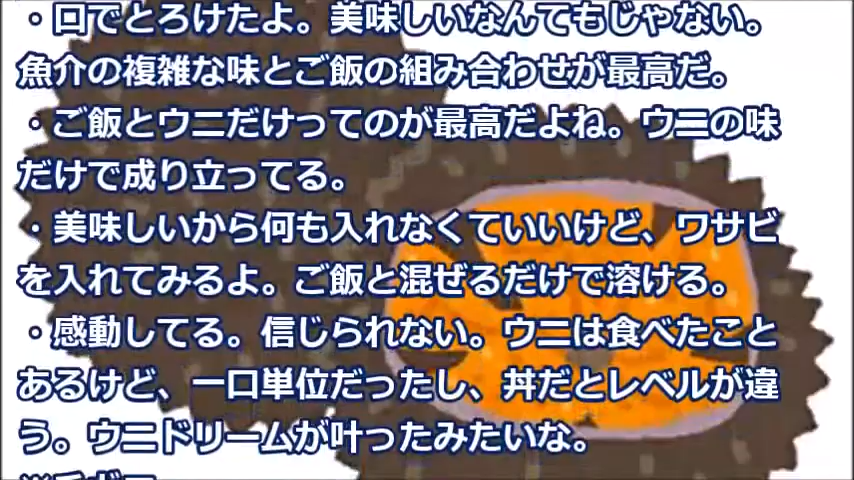 ・口でとろけたよ。美味しいなんてもじゃない。
魚介の複雑な味とご飯の組み合わせが最高だ。
・ご飯とウニだけってのが最高だよね。ウニの味
だけで成り立ってる。
・美味しいから何も入れなくていいけど、ワサビ
を入れてみるよ。ご飯と混ぜるだけで溶ける。
・感動してる。信じられない。ウニは食べたこと
あるけど、一口単位だったし、丼だとレベルが違
う。ウニドリームが叶ったみたいな。